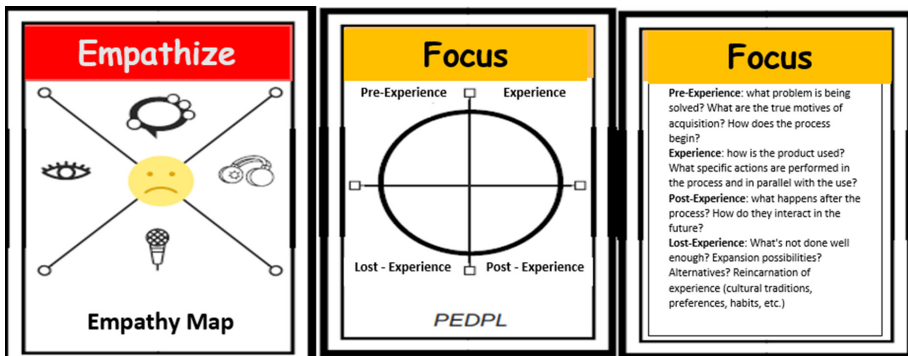 Empathize
Empathy Map
Focus
Pre-Experience
Experience
Lost - Experience
Post - Experience
PEDPL
Focus
Pre-Experience: what problem is being
solved? What are the true motives of
acquisition? How does the process
begin?
Experience: how is the product used?
What specific actions are performed in
the process and in parallel with the use?
Post-Experience: what happens after the
process? How do they interact in the
future?
Lost-Experience: What's not done well
enough? Expansion possibilities?
Alternatives? Reincarnation of
experience (cultural traditions,
preferences, habits, etc.)